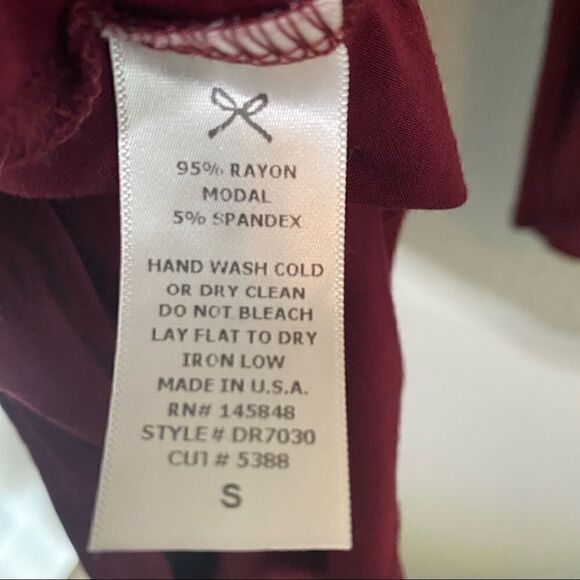 95% RAYON
MODAL
5% SPANDEX
HAND WASH COLD
OR DRY CLEAN
DO NOT BLEACH
LAY FLAT TO DRY
IRON LOW
MADE IN U.S.A.
RN# 145848
STYLE # DR7030
CUT # 5388
S